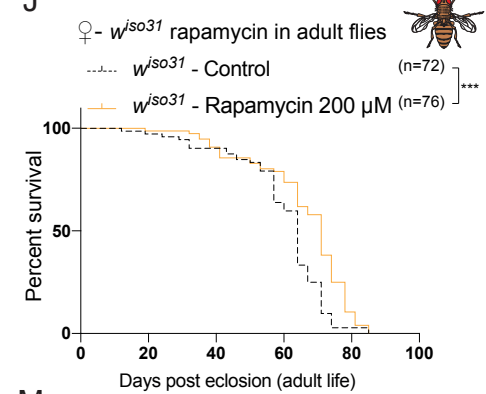 J
♀- w^iso31 rapamycin in adult flies
w^iso31 - Control (n=72)
w^iso31 - Rapamycin 200 µM (n=76)
***
100
50
0
Percent survival
0 20 40 60 80 100
Days post eclosion (adult life)